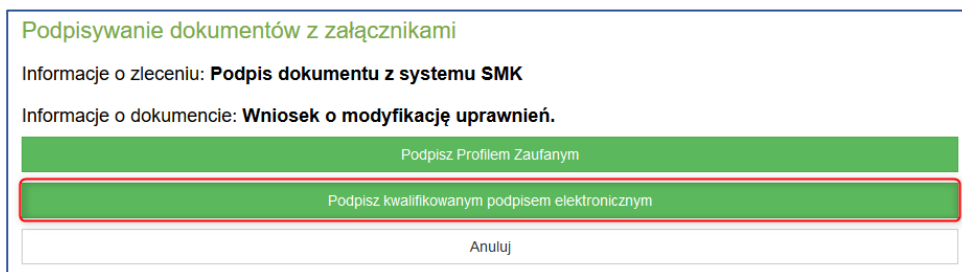 Podpisywanie dokumentów z załącznikami
Informacje o zleceniu: Podpis dokumentu z systemu SMK
Informacje o dokumencie: Wniosek o modyfikację uprawnień.
Podpisz Profilem Zaufanym
Podpisz kwalifikowanym podpisem elektronicznym
Anuluj